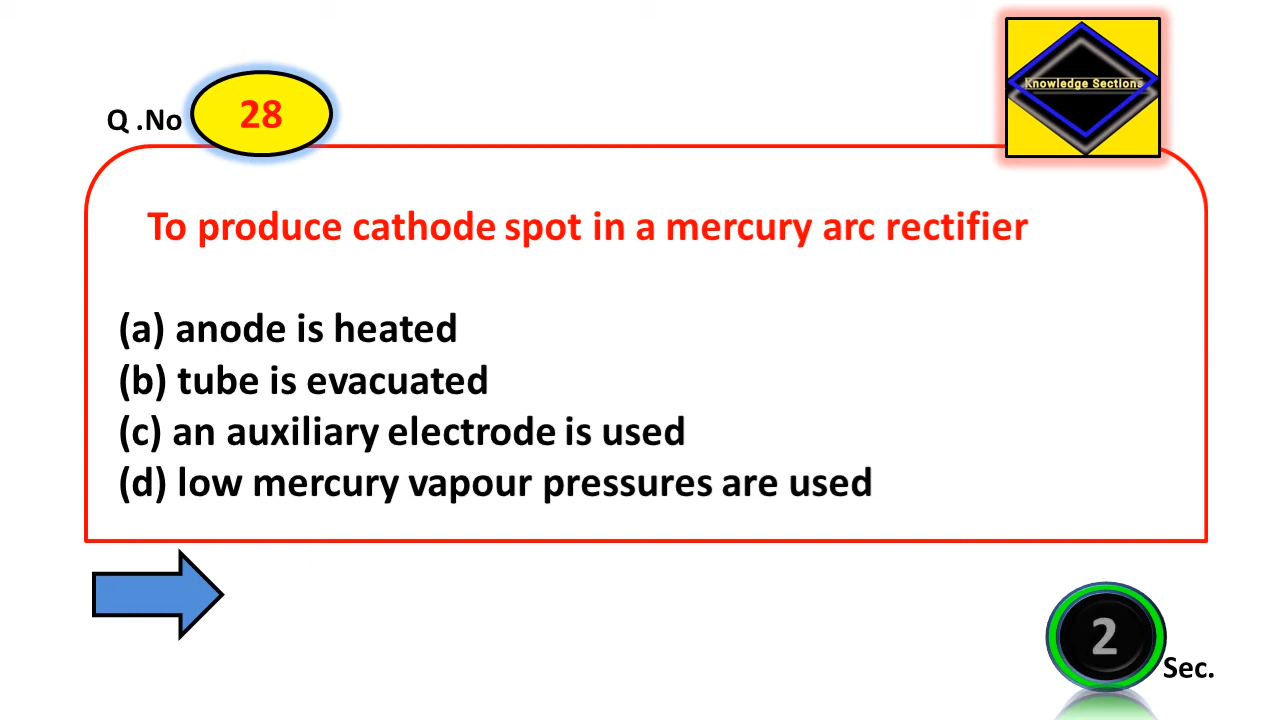 Knowledge Sections
Q .No 28
To produce cathode spot in a mercury arc rectifier
(a) anode is heated
(b) tube is evacuated
(c) an auxiliary electrode is used
(d) low mercury vapour pressures are used
2
Sec.